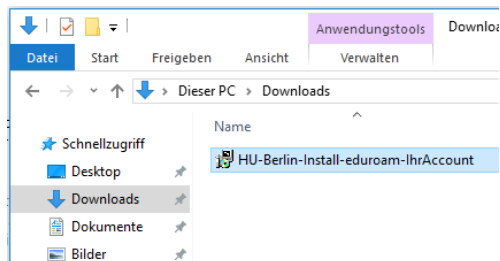 Anwendungstools
Datei Start Freigeben Ansicht Verwalten
Dieser PC > Downloads
Name
Schnellzugriff
HU-Berlin-Install-eduroam-IhrAccount
Desktop
Downloads
Dokumente
Bilder